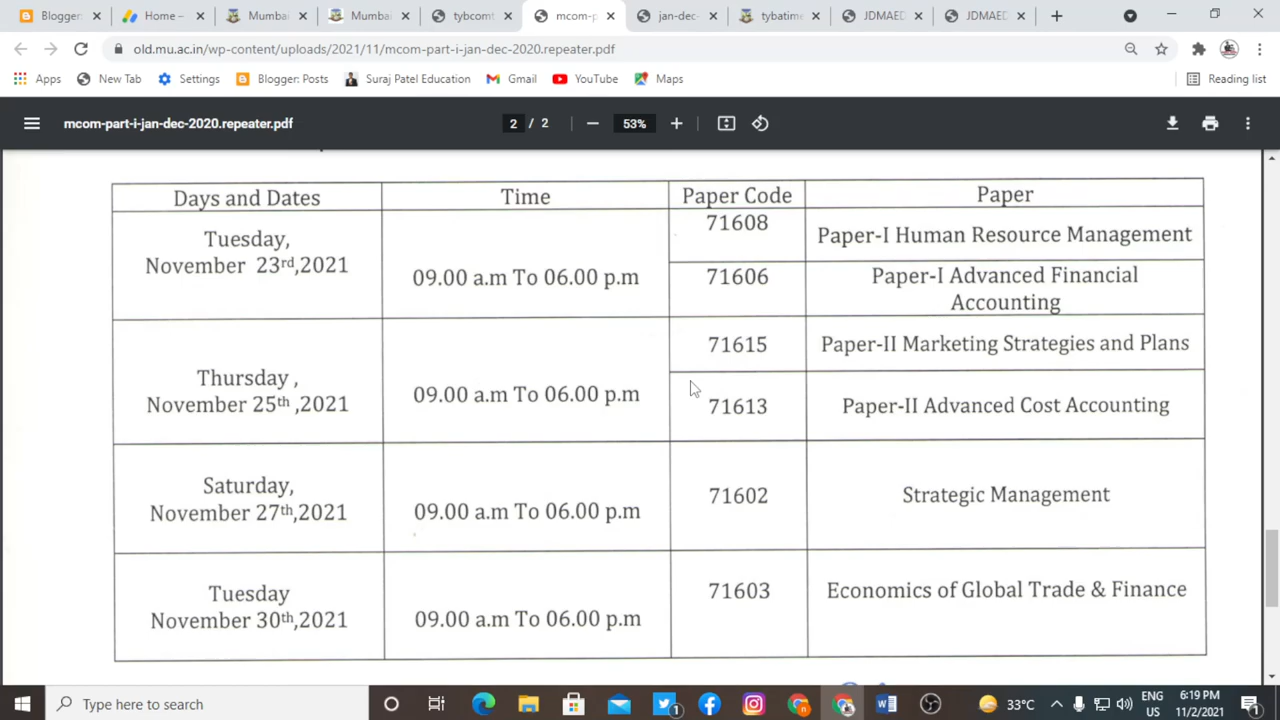 Blogger:
Home –
Mumbai
Mumbai
tybcomf
mcom-p
jan-dec-
tybatime
JDMAED
JDMAED
old.mu.ac.in/wp-content/uploads/2021/11/mcom-part-i-jan-dec-2020.repeater.pdf
Apps
New Tab
Settings
Blogger: Posts
Suraj Patel Education
Gmail
YouTube
Maps
Reading list
mcom-part-i-jan-dec-2020.repeater.pdf
2 / 2
53%
Days and Dates
Time
Paper Code
Paper
Tuesday,
November 23rd,2021
09.00 a.m To 06.00 p.m
71608
Paper-I Human Resource Management
71606
Paper-I Advanced Financial
Accounting
Thursday ,
November 25th ,2021
09.00 a.m To 06.00 p.m
71615
Paper-II Marketing Strategies and Plans
71613
Paper-II Advanced Cost Accounting
Saturday,
November 27th,2021
09.00 a.m To 06.00 p.m
71602
Strategic Management
Tuesday
November 30th,2021
09.00 a.m To 06.00 p.m
71603
Economics of Global Trade & Finance
Type here to search
1
33°C
ENG
US
6:19 PM
11/2/2021